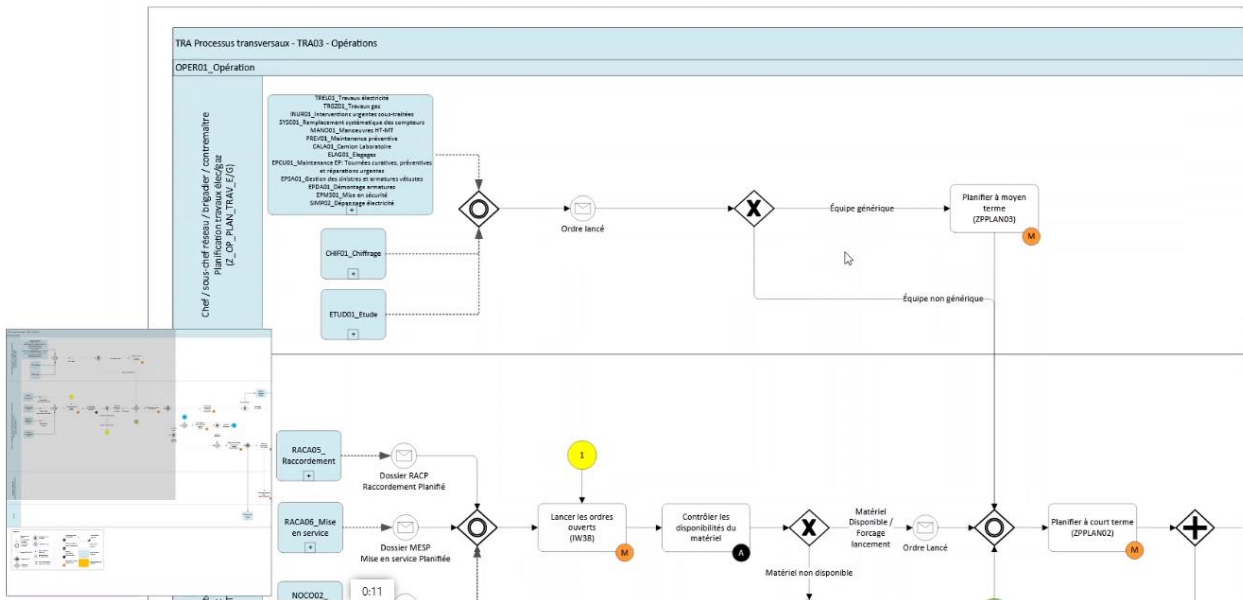 TRA Processus transversaux - TRA03 - Opérations
OPER01_Opération
Chef / sous-chef réseau / brigadier / contremaître
Planification travaux élec/gaz
(Z_OP_PLAN_TRAV_E/G)
TREL01_Travaux électricité
TRGZ01_Travaux gas
INUR01_Interventions urgentes sous-traitées
SYSC01_Remplacement systématique des compteurs
MANO01_Manoeuvres HT-MT
PREV01_Maintenance préventive
CALA01_Camion Laboratoire
ELAG01_Elagages
EPCU01_Maintenance EP: Tournées curatives, préventives
et réparations urgentes
EPSA01_Gestion des sinistres et armatures vétustes
EPDA01_Démontage armatures
EPMS01_Mise en sécurité
SIMP02_Dépannage électricité
+
CHIF01_Chiffrage
+
ETUD01_Etude
+
Ordre lancé
X
Équipe générique
Planifier à moyen
terme
(ZPPLAN03)
M
Équipe non générique
RACA05_
Raccordement
+
Dossier RACP
Raccordement Planifié
RACA06_Mise
en service
+
Dossier MESP
Mise en service Planifiée
NOCO02_
0:11
1
Lancer les ordres
ouverts
(IW38)
M
Contrôler les
disponibilités du
matériel
A
X
Matériel
Disponible /
Forcage
lancement
Matériel non disponible
Ordre Lancé
Planifier à court terme
(ZPPLAN02)
M